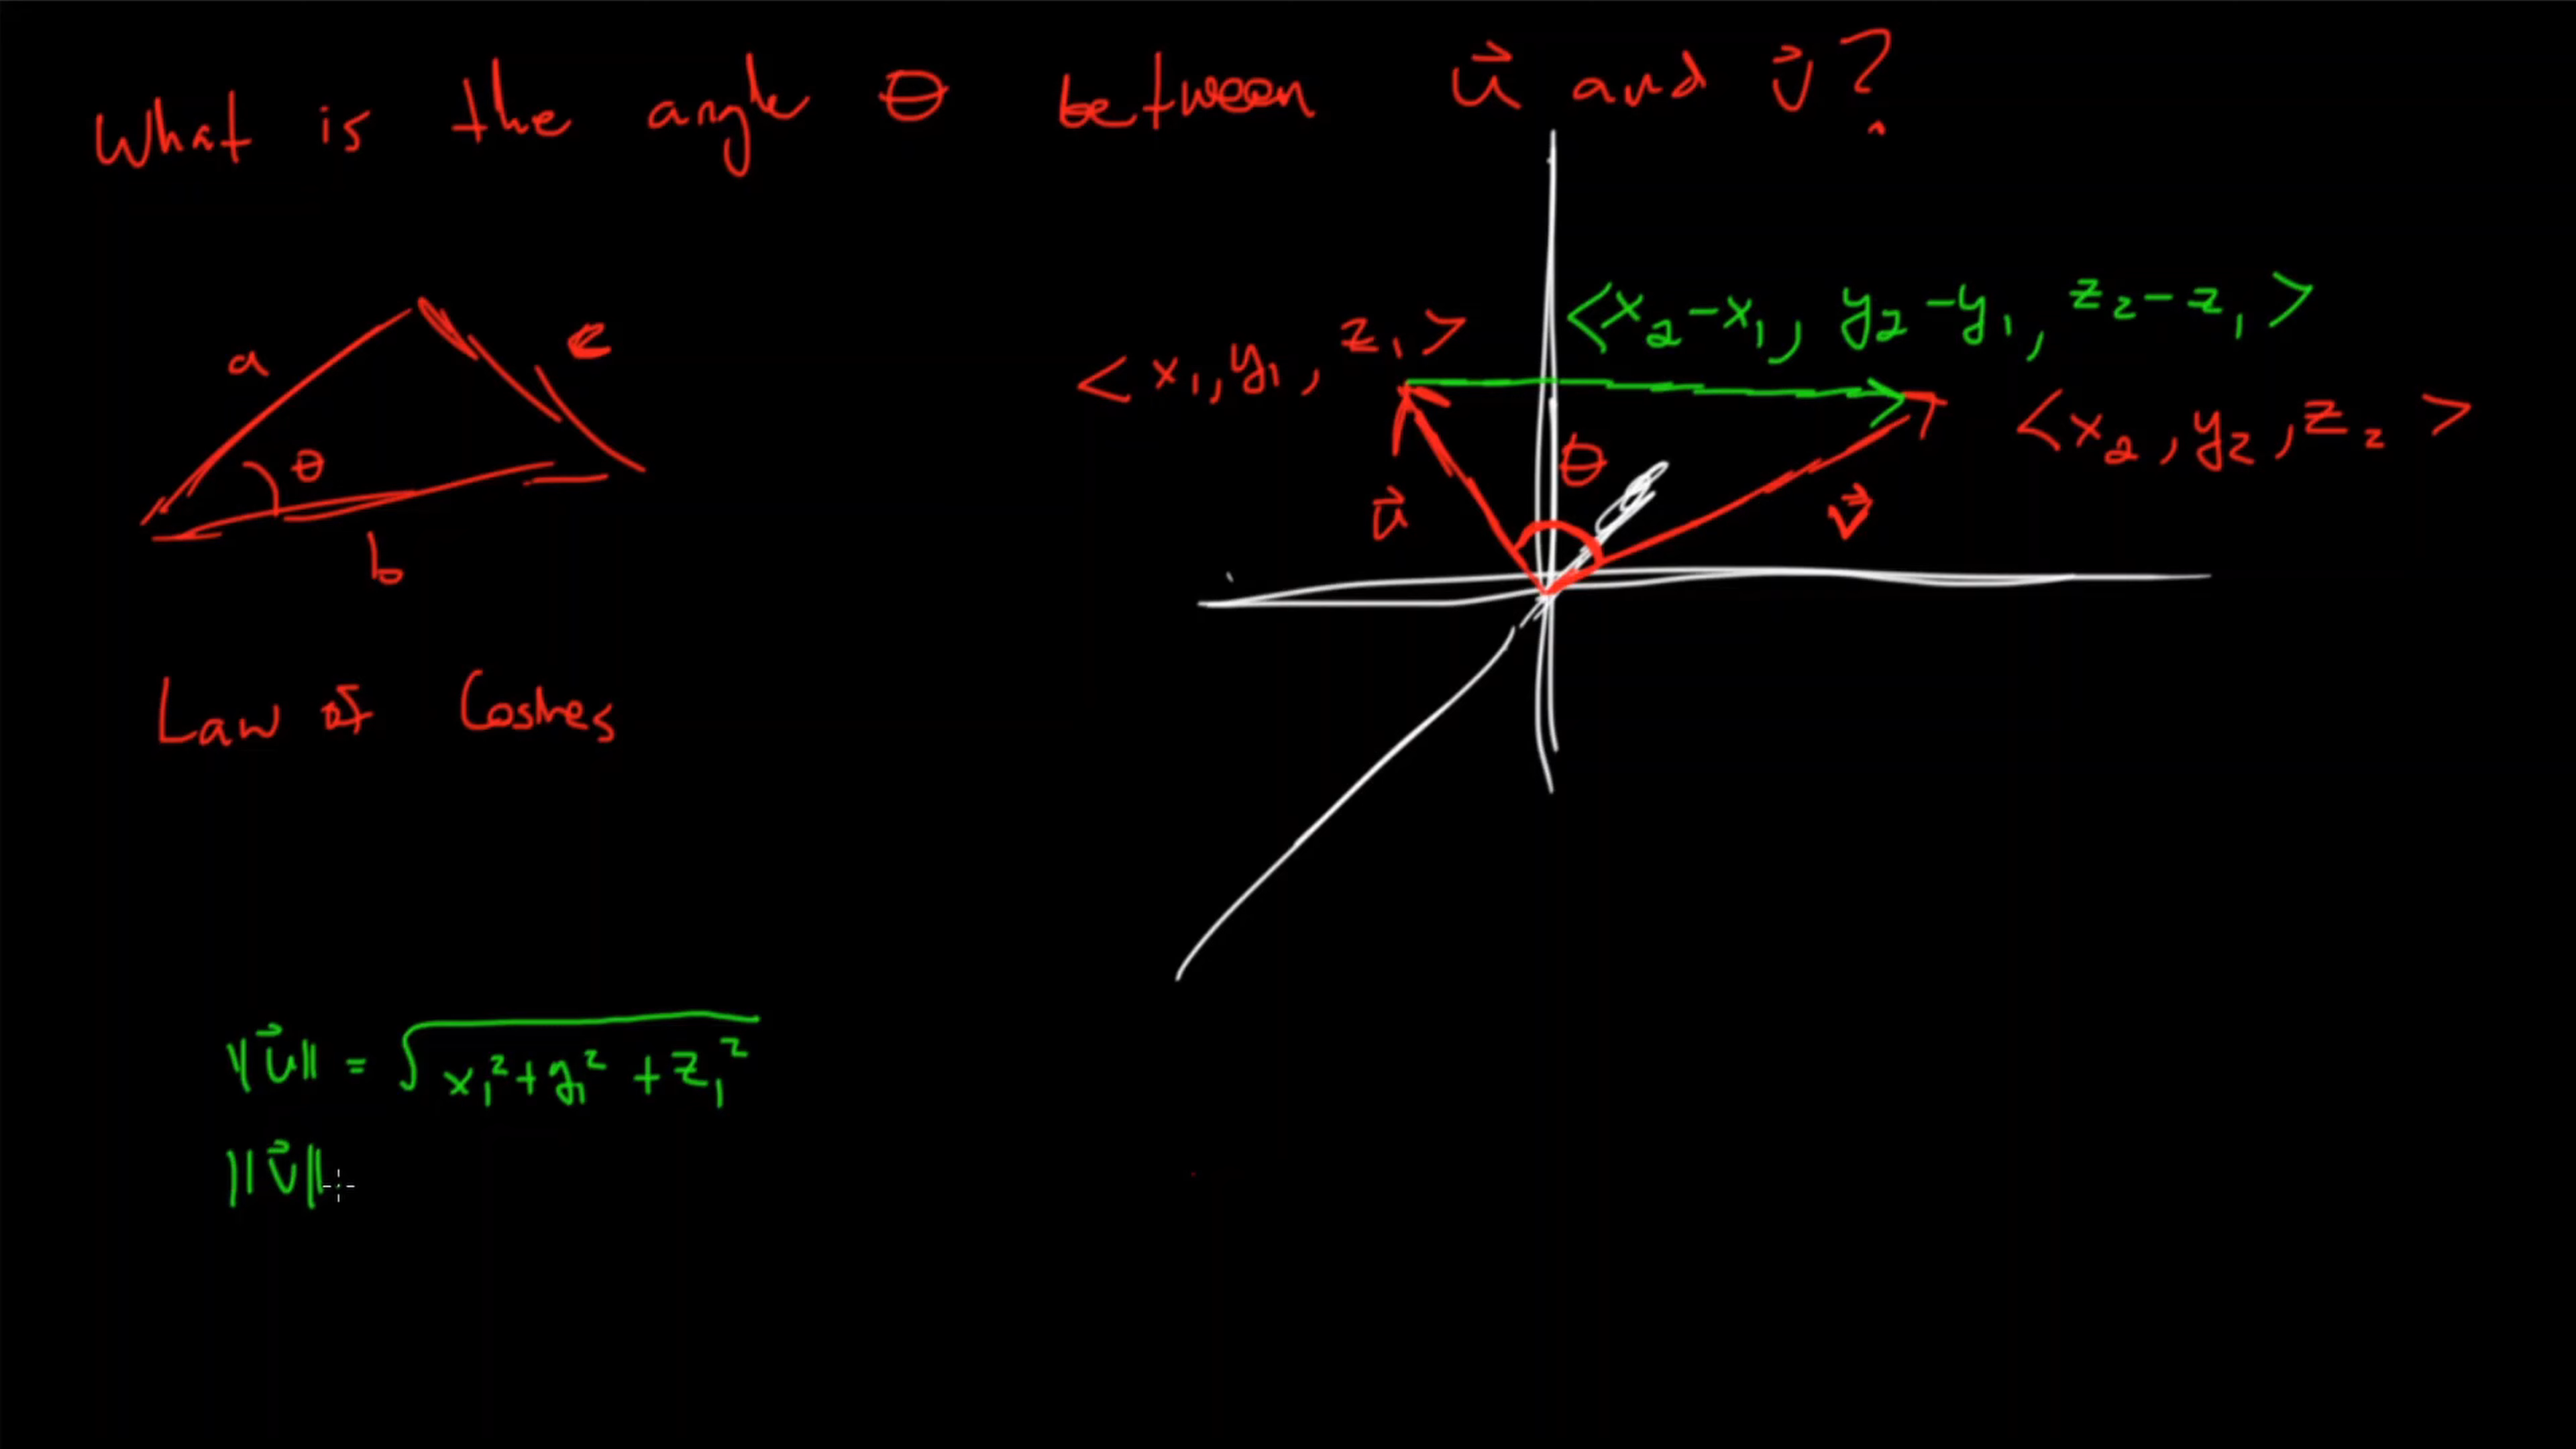 What is the angle θ between u⃗ and v⃗?
a
c
θ
b
Law of Cosines
<x₁, y₁, z₁>
<x₂-x₁, y₂-y₁, z₂-z₁>
<x₂, y₂, z₂>
θ
u⃗
v⃗
‖u⃗‖ = √x₁²+y₁²+z₁²
‖v⃗‖